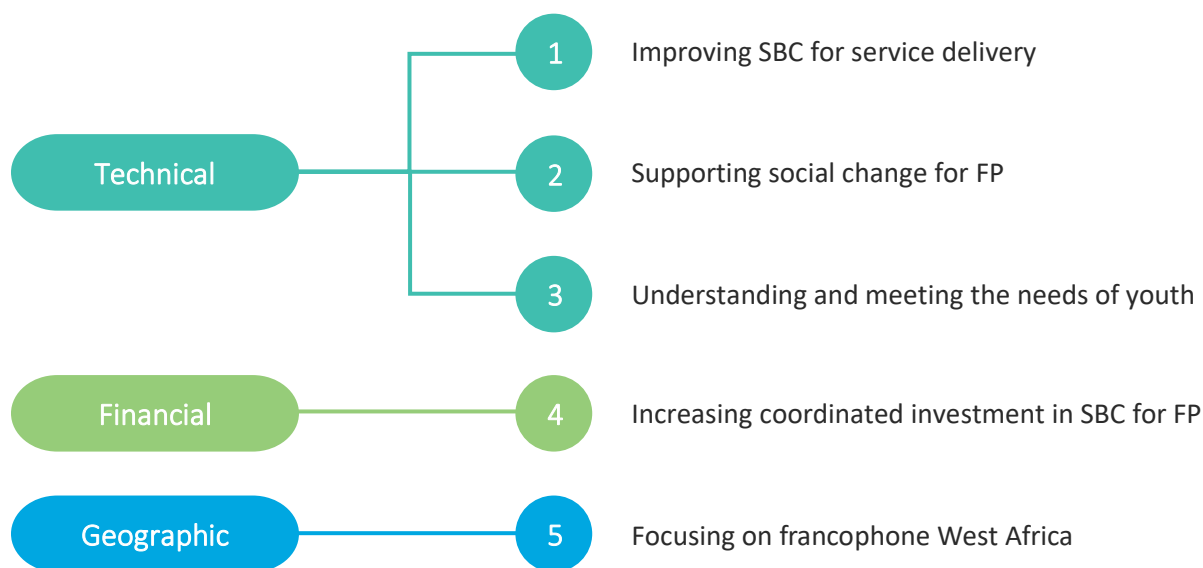 1 Improving SBC for service delivery
Technical 2 Supporting social change for FP
3 Understanding and meeting the needs of youth
Financial 4 Increasing coordinated investment in SBC for FP
Geographic 5 Focusing on francophone West Africa